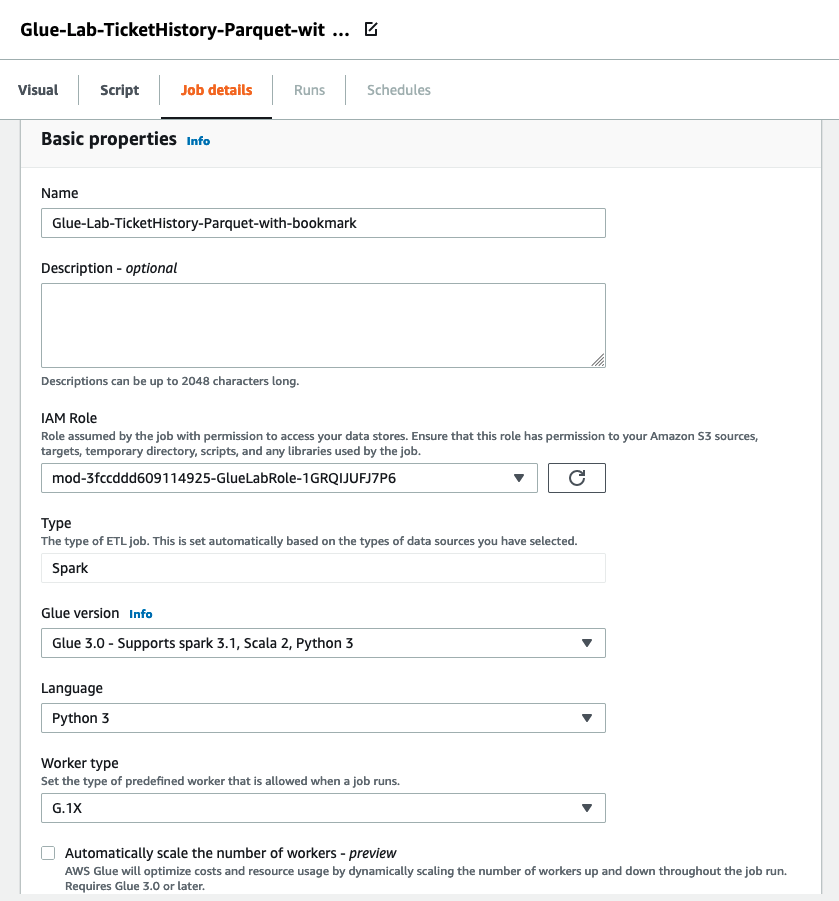 Glue-Lab-TicketHistory-Parquet-wit ...
Visual
Script
Job details
Runs
Schedules
Basic properties Info
Name
Glue-Lab-TicketHistory-Parquet-with-bookmark
Description - optional
Descriptions can be up to 2048 characters long.
IAM Role
Role assumed by the job with permission to access your data stores. Ensure that this role has permission to your Amazon S3 sources,
targets, temporary directory, scripts, and any libraries used by the job.
mod-3fccddd609114925-GlueLabRole-1GRQIJUFJ7P6
Type
The type of ETL job. This is set automatically based on the types of data sources you have selected.
Spark
Glue version Info
Glue 3.0 - Supports spark 3.1, Scala 2, Python 3
Language
Python 3
Worker type
Set the type of predefined worker that is allowed when a job runs.
G.1X
Automatically scale the number of workers - preview
AWS Glue will optimize costs and resource usage by dynamically scaling the number of workers up and down throughout the job run.
Requires Glue 3.0 or later.